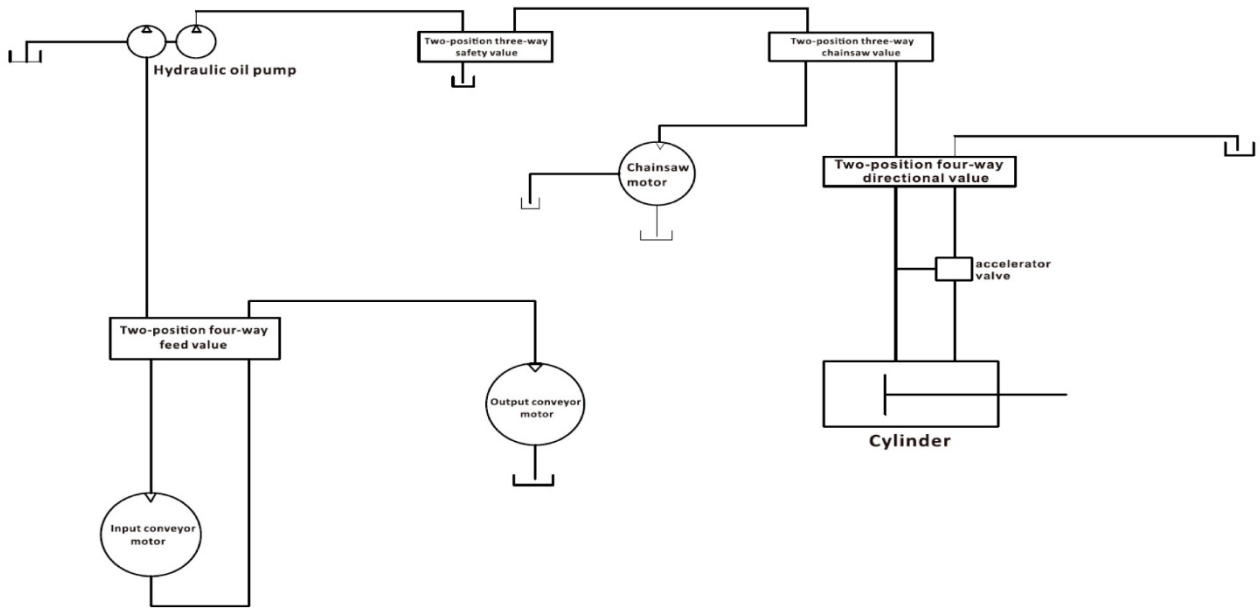 Two-position three-way
safety value
Two-position three-way
chainsaw value
Hydraulic oil pump
Chainsaw
motor
Two-position four-way
directional value
accelerator
valve
Two-position four-way
feed value
Output conveyor
motor
Cylinder
Input conveyor
motor